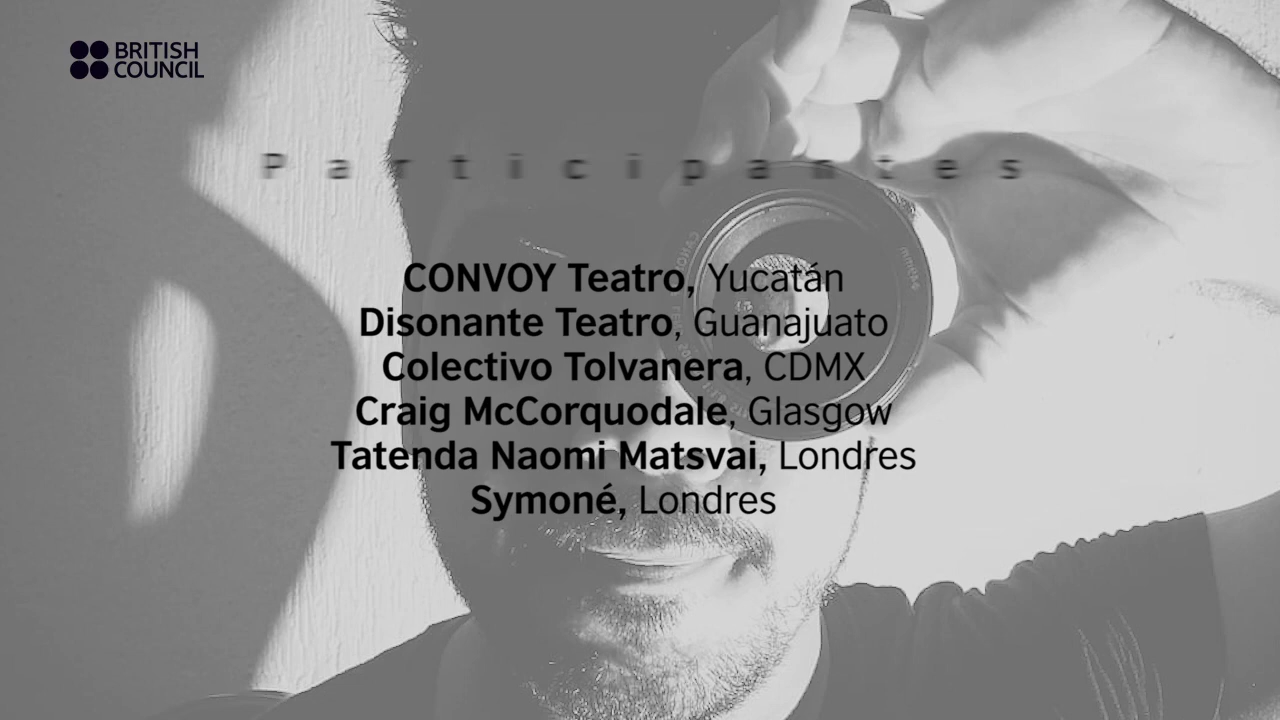 BRITISH
COUNCIL
Participantes
CONVOY Teatro, Yucatán
Disonante Teatro, Guanajuato
Colectivo Tolvanera, CDMX
Craig McCorquodale, Glasgow
Tatenda Naomi Matsvai, Londres
Symoné, Londres